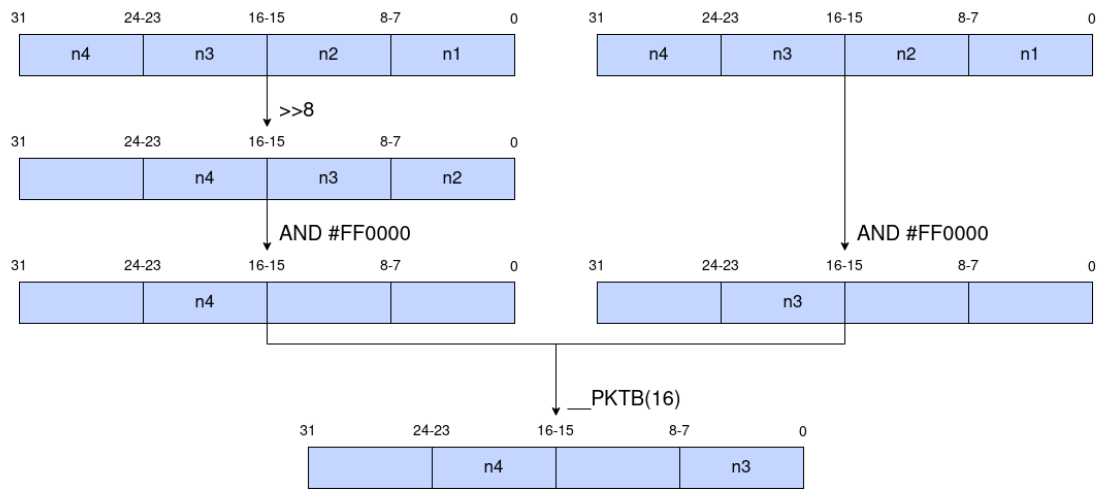 31 24-23 16-15 8-7 0 31 24-23 16-15 8-7 0
n4 n3 n2 n1 n4 n3 n2 n1
>>8
31 24-23 16-15 8-7 0
n4 n3 n2
AND #FF0000 AND #FF0000
31 24-23 16-15 8-7 0 31 24-23 16-15 8-7 0
n4 n3
__PKTB(16)
31 24-23 16-15 8-7 0
n4 n3